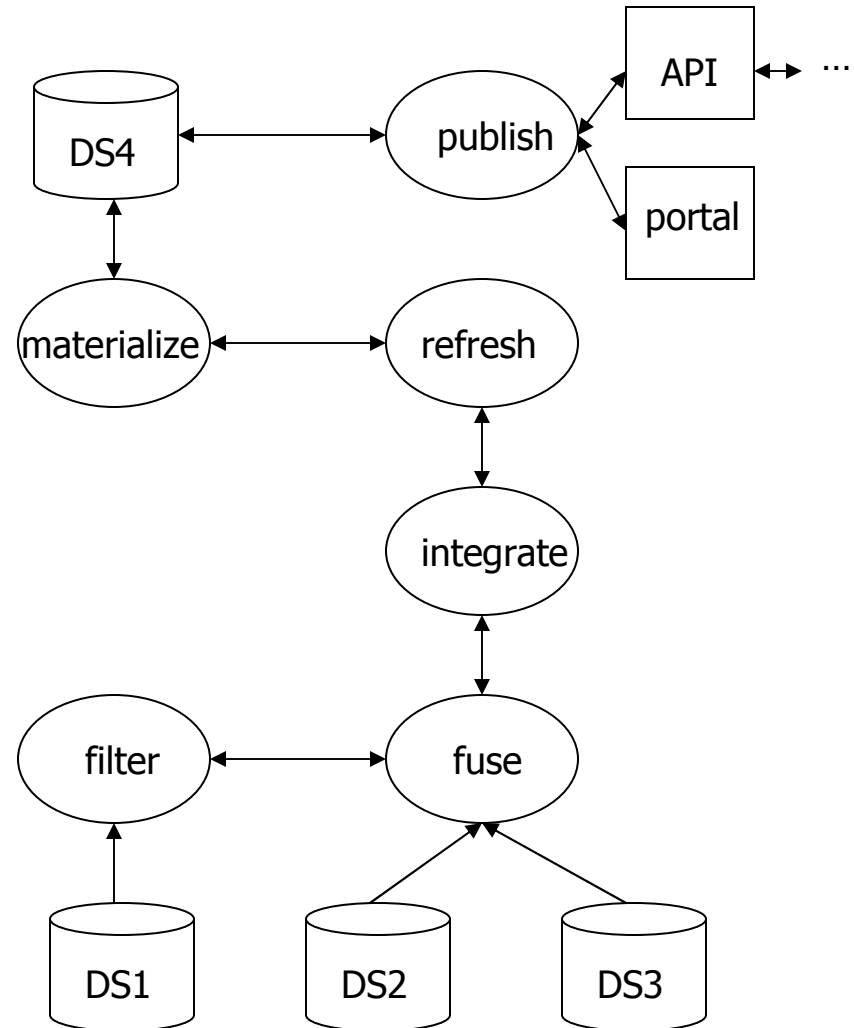 API
...
DS4
publish
portal
materialize
refresh
integrate
filter
fuse
DS1
DS2
DS3